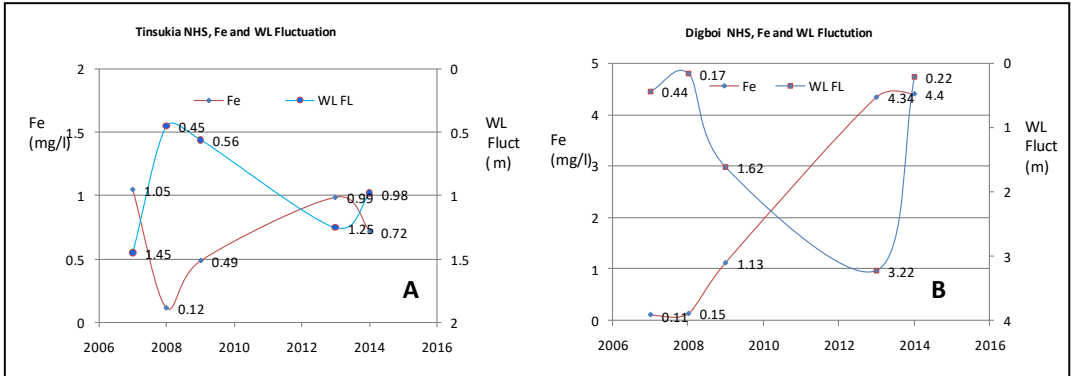 Tinsukia NHS, Fe and WL Fluctuation
2
0
Fe
WL FL
Fe
(mg/l)
1.5
0.5
WL
Fluct
(m)
0.45
0.56
1.05
1
1
0.99
0.98
1.25
0.72
1.45
0.49
0.5
1.5
A
0.12
0
2
2006
2008
2010
2012
2014
2016
Digboi NHS, Fe and WL Fluctution
5
0
0.17
0.22
0.44
Fe
WL FL
4.34
4.4
Fe
(mg/l)
4
1
WL
Fluct
(m)
3
1.62
2
2
1.13
3
1
3.22
B
0.11
0.15
0
4
2006
2008
2010
2012
2014
2016